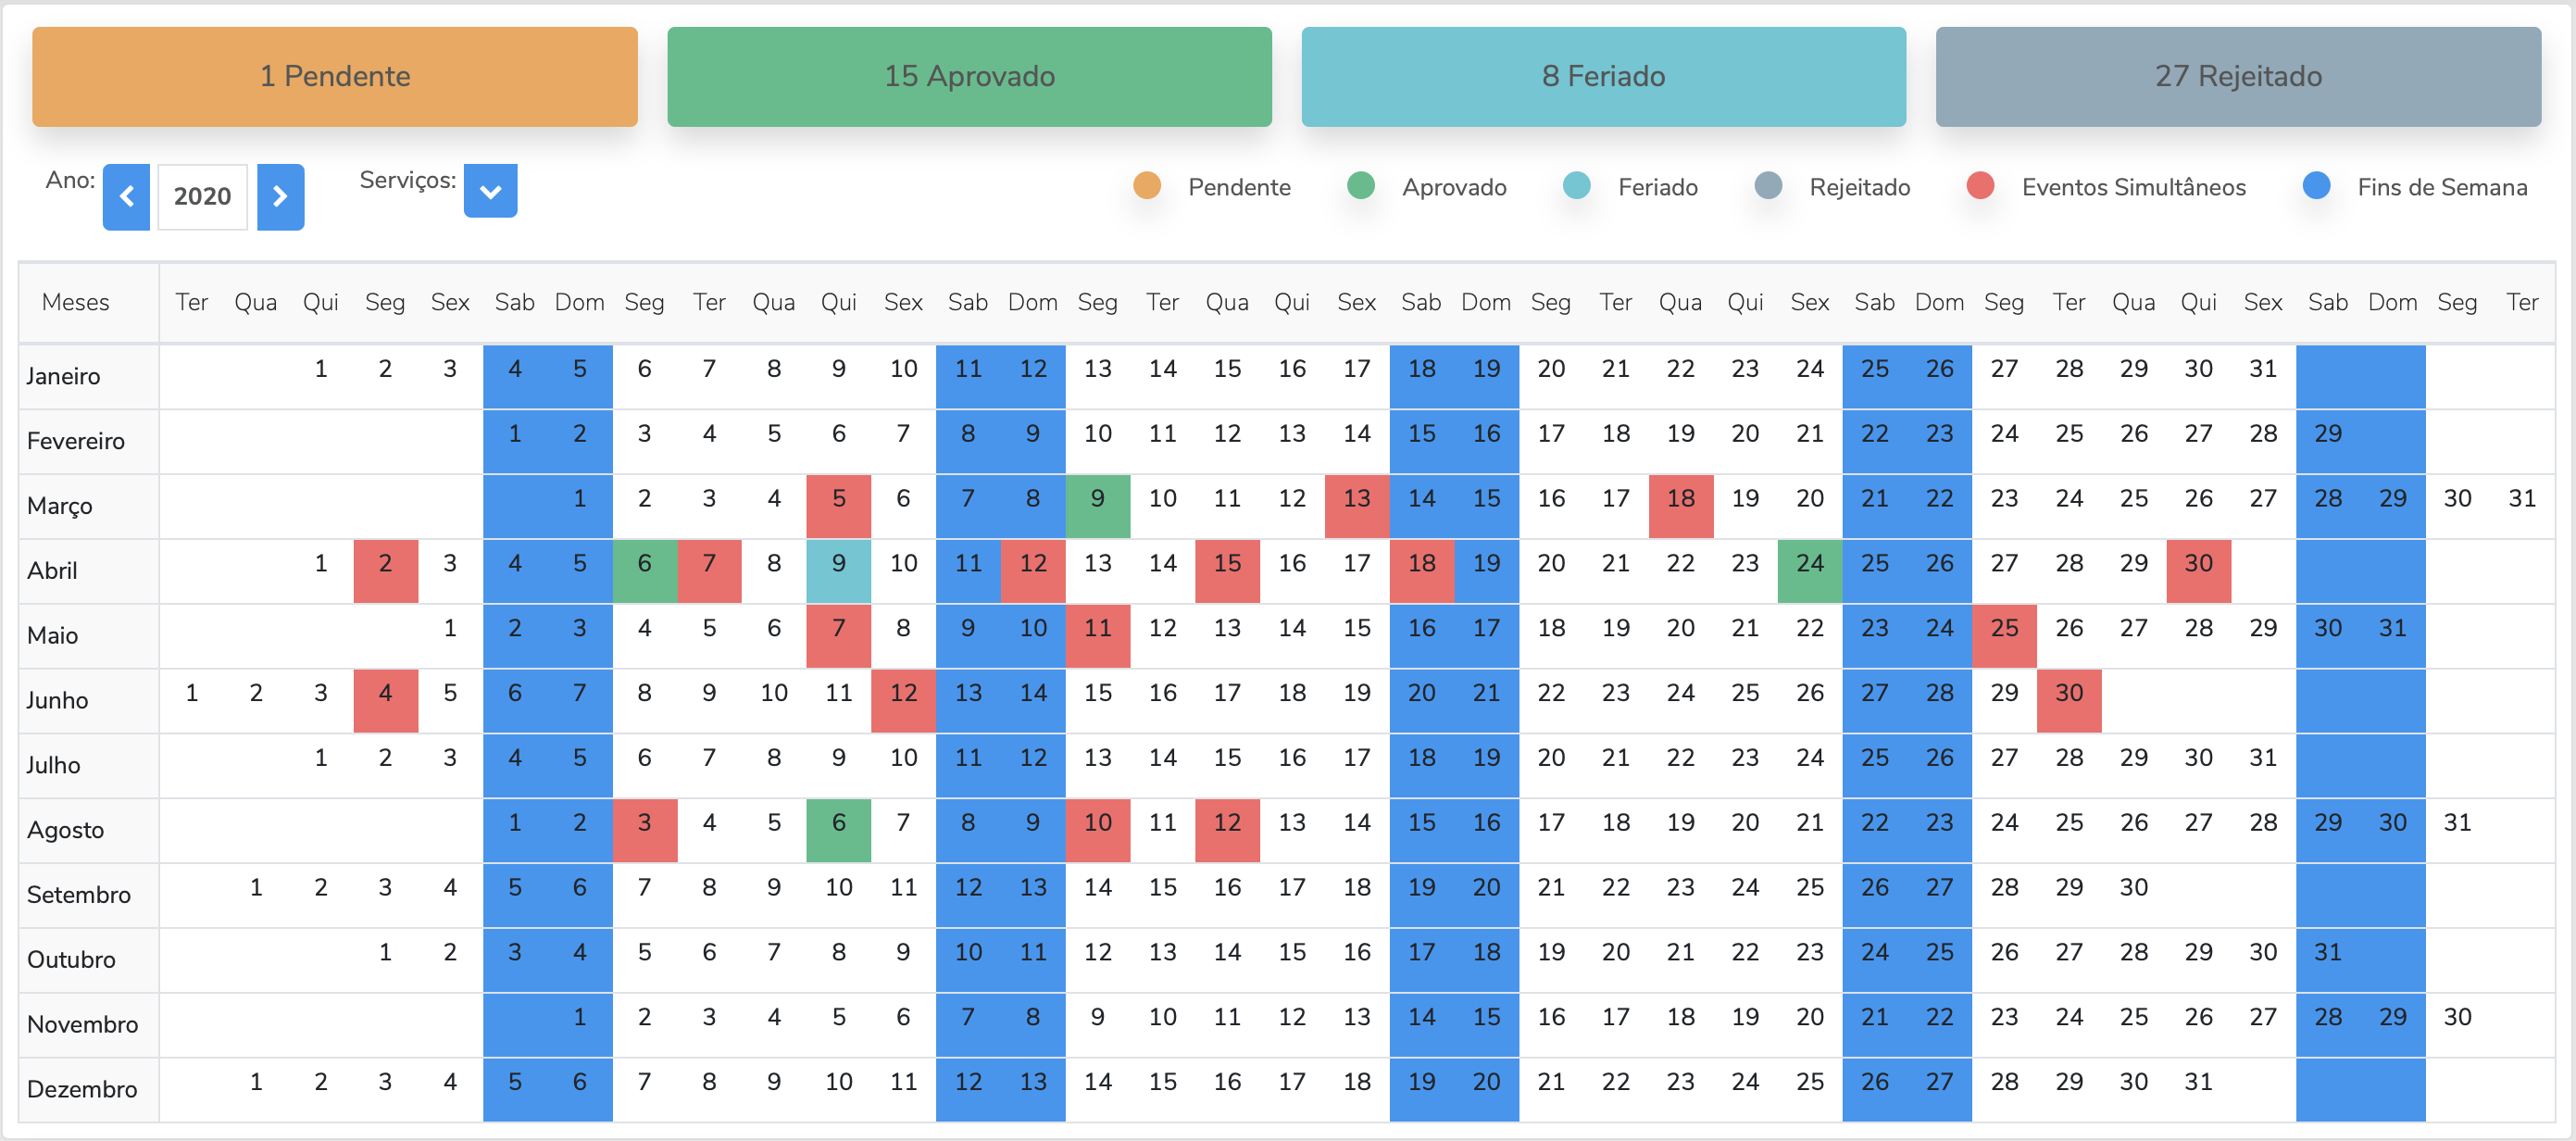 1 Pendente 15 Aprovado 8 Feriado 27 Rejeitado
Ano: 2020 Serviços: Pendente Aprovado Feriado Rejeitado Eventos Simultâneos Fins de Semana
Meses Ter Qua Qui Seg Sex Sab Dom Seg Ter Qua Qui Sex Sab Dom Seg Ter Qua Qui Sex Sab Dom Seg Ter Qua Qui Sex Sab Dom Seg Ter Qua Qui Sex Sab Dom Seg Ter
Janeiro 1 2 3 4 5 6 7 8 9 10 11 12 13 14 15 16 17 18 19 20 21 22 23 24 25 26 27 28 29 30 31
Fevereiro 1 2 3 4 5 6 7 8 9 10 11 12 13 14 15 16 17 18 19 20 21 22 23 24 25 26 27 28 29
Março 1 2 3 4 5 6 7 8 9 10 11 12 13 14 15 16 17 18 19 20 21 22 23 24 25 26 27 28 29 30 31
Abril 1 2 3 4 5 6 7 8 9 10 11 12 13 14 15 16 17 18 19 20 21 22 23 24 25 26 27 28 29 30
Maio 1 2 3 4 5 6 7 8 9 10 11 12 13 14 15 16 17 18 19 20 21 22 23 24 25 26 27 28 29 30 31
Junho 1 2 3 4 5 6 7 8 9 10 11 12 13 14 15 16 17 18 19 20 21 22 23 24 25 26 27 28 29 30
Julho 1 2 3 4 5 6 7 8 9 10 11 12 13 14 15 16 17 18 19 20 21 22 23 24 25 26 27 28 29 30 31
Agosto 1 2 3 4 5 6 7 8 9 10 11 12 13 14 15 16 17 18 19 20 21 22 23 24 25 26 27 28 29 30 31
Setembro 1 2 3 4 5 6 7 8 9 10 11 12 13 14 15 16 17 18 19 20 21 22 23 24 25 26 27 28 29 30
Outubro 1 2 3 4 5 6 7 8 9 10 11 12 13 14 15 16 17 18 19 20 21 22 23 24 25 26 27 28 29 30 31
Novembro 1 2 3 4 5 6 7 8 9 10 11 12 13 14 15 16 17 18 19 20 21 22 23 24 25 26 27 28 29 30
Dezembro 1 2 3 4 5 6 7 8 9 10 11 12 13 14 15 16 17 18 19 20 21 22 23 24 25 26 27 28 29 30 31